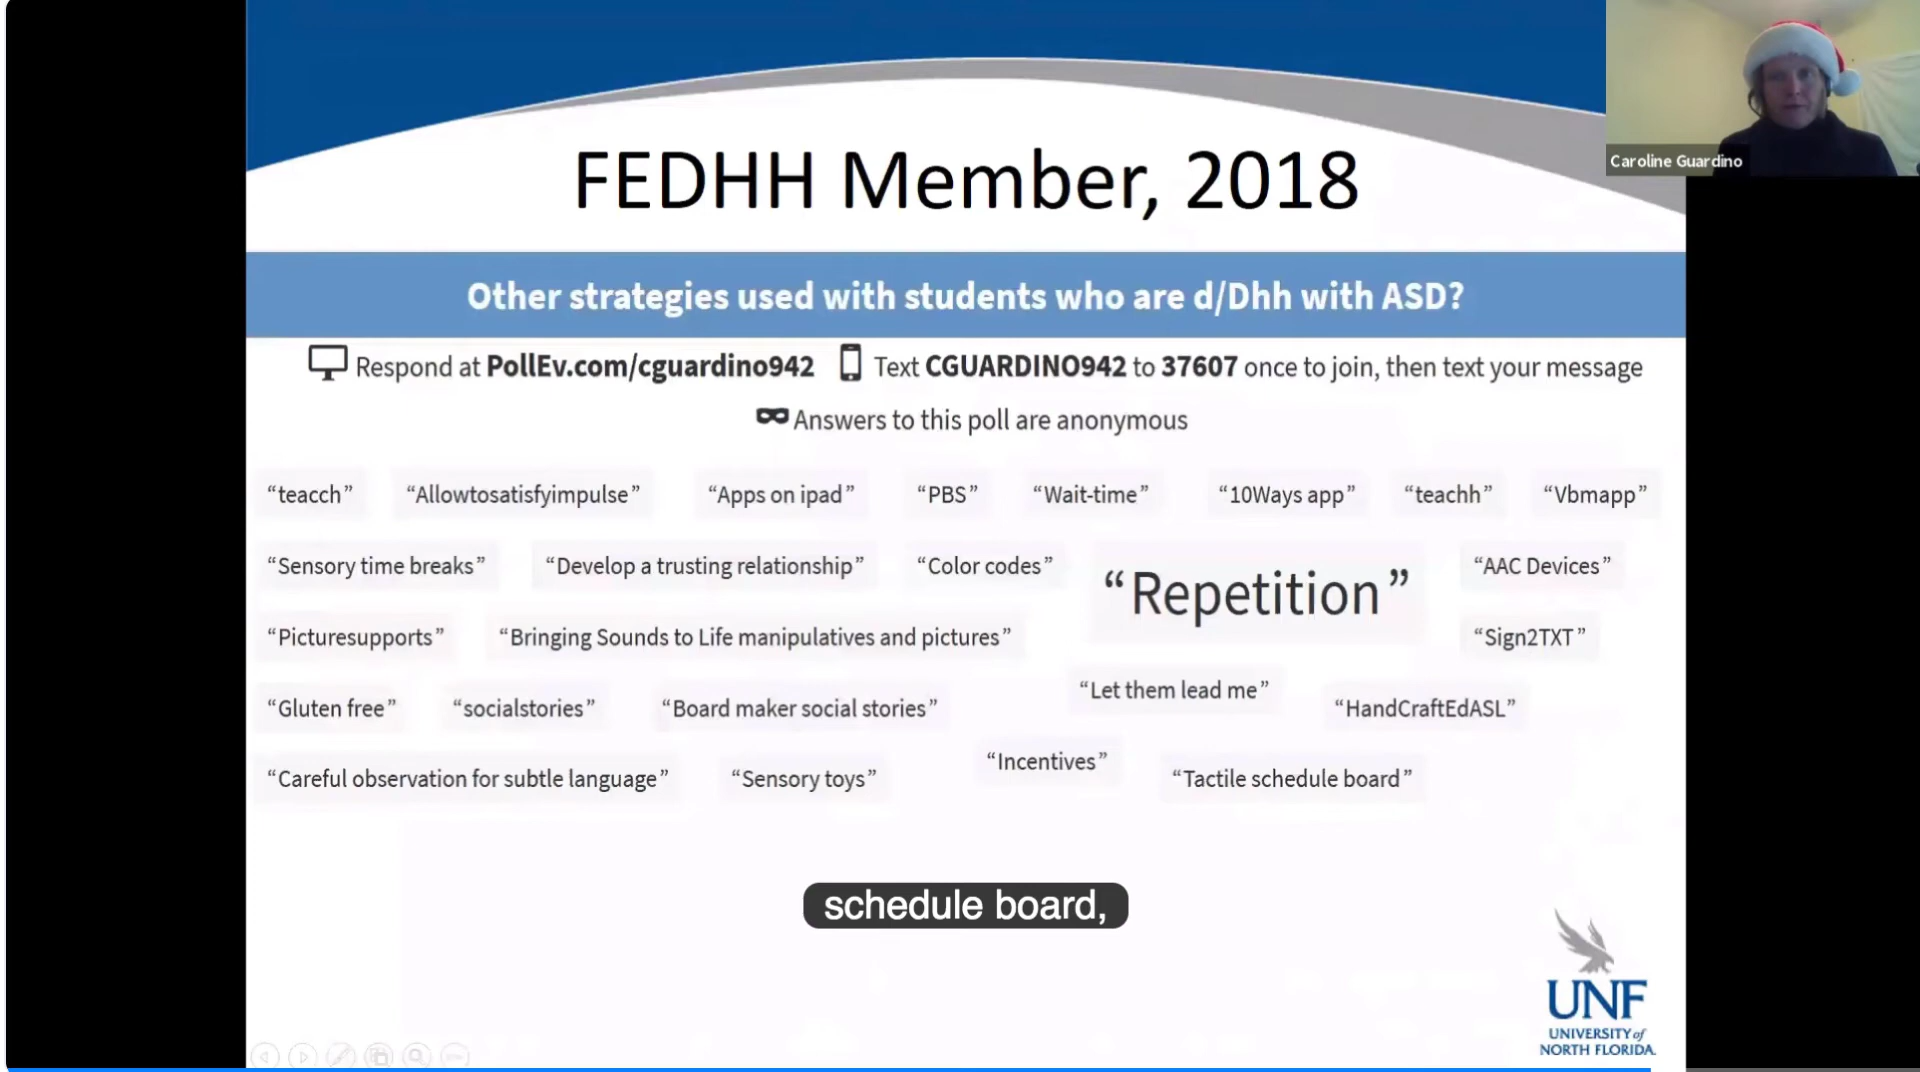 Caroline Guardino
FEDHH Member, 2018
Other strategies used with students who are d/Dhh with ASD?
Respond at PollEv.com/cguardino942 Text CGUARDINO942 to 37607 once to join, then text your message
Answers to this poll are anonymous
“teacch” “Allowtosatisfyimpulse” “Apps on ipad” “PBS” “Wait-time” “10Ways app” “teachh” “Vbmapp”
“Sensory time breaks” “Develop a trusting relationship” “Color codes” “Repetition” “AAC Devices”
“Picturesupports” “Bringing Sounds to Life manipulatives and pictures” “Sign2TXT”
“Gluten free” “socialstories” “Board maker social stories” “Let them lead me” “HandCraftEdASL”
“Careful observation for subtle language” “Sensory toys” “Incentives” “Tactile schedule board”
schedule board,
UNF
UNIVERSITY of
NORTH FLORIDA